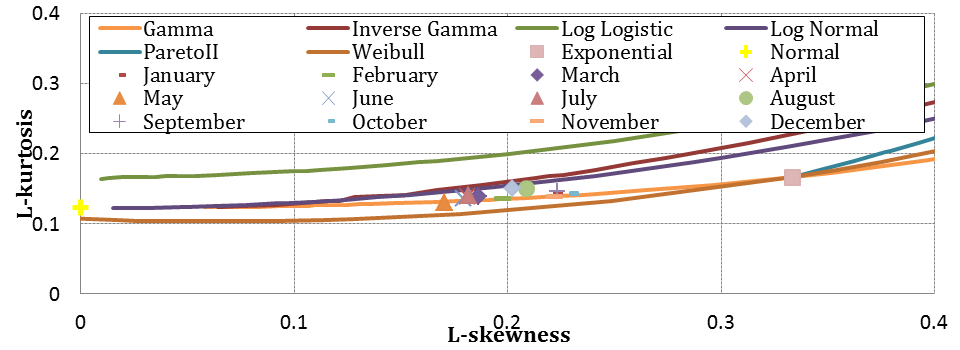 0.4
Gamma Inverse Gamma Log Logistic Log Normal
ParetoII Weibull Exponential Normal
0.3
January February March April
May June July August
September October November December
L-kurtosis
0.2
0.1
0
0 0.1 0.2 0.3 0.4
L-skewness